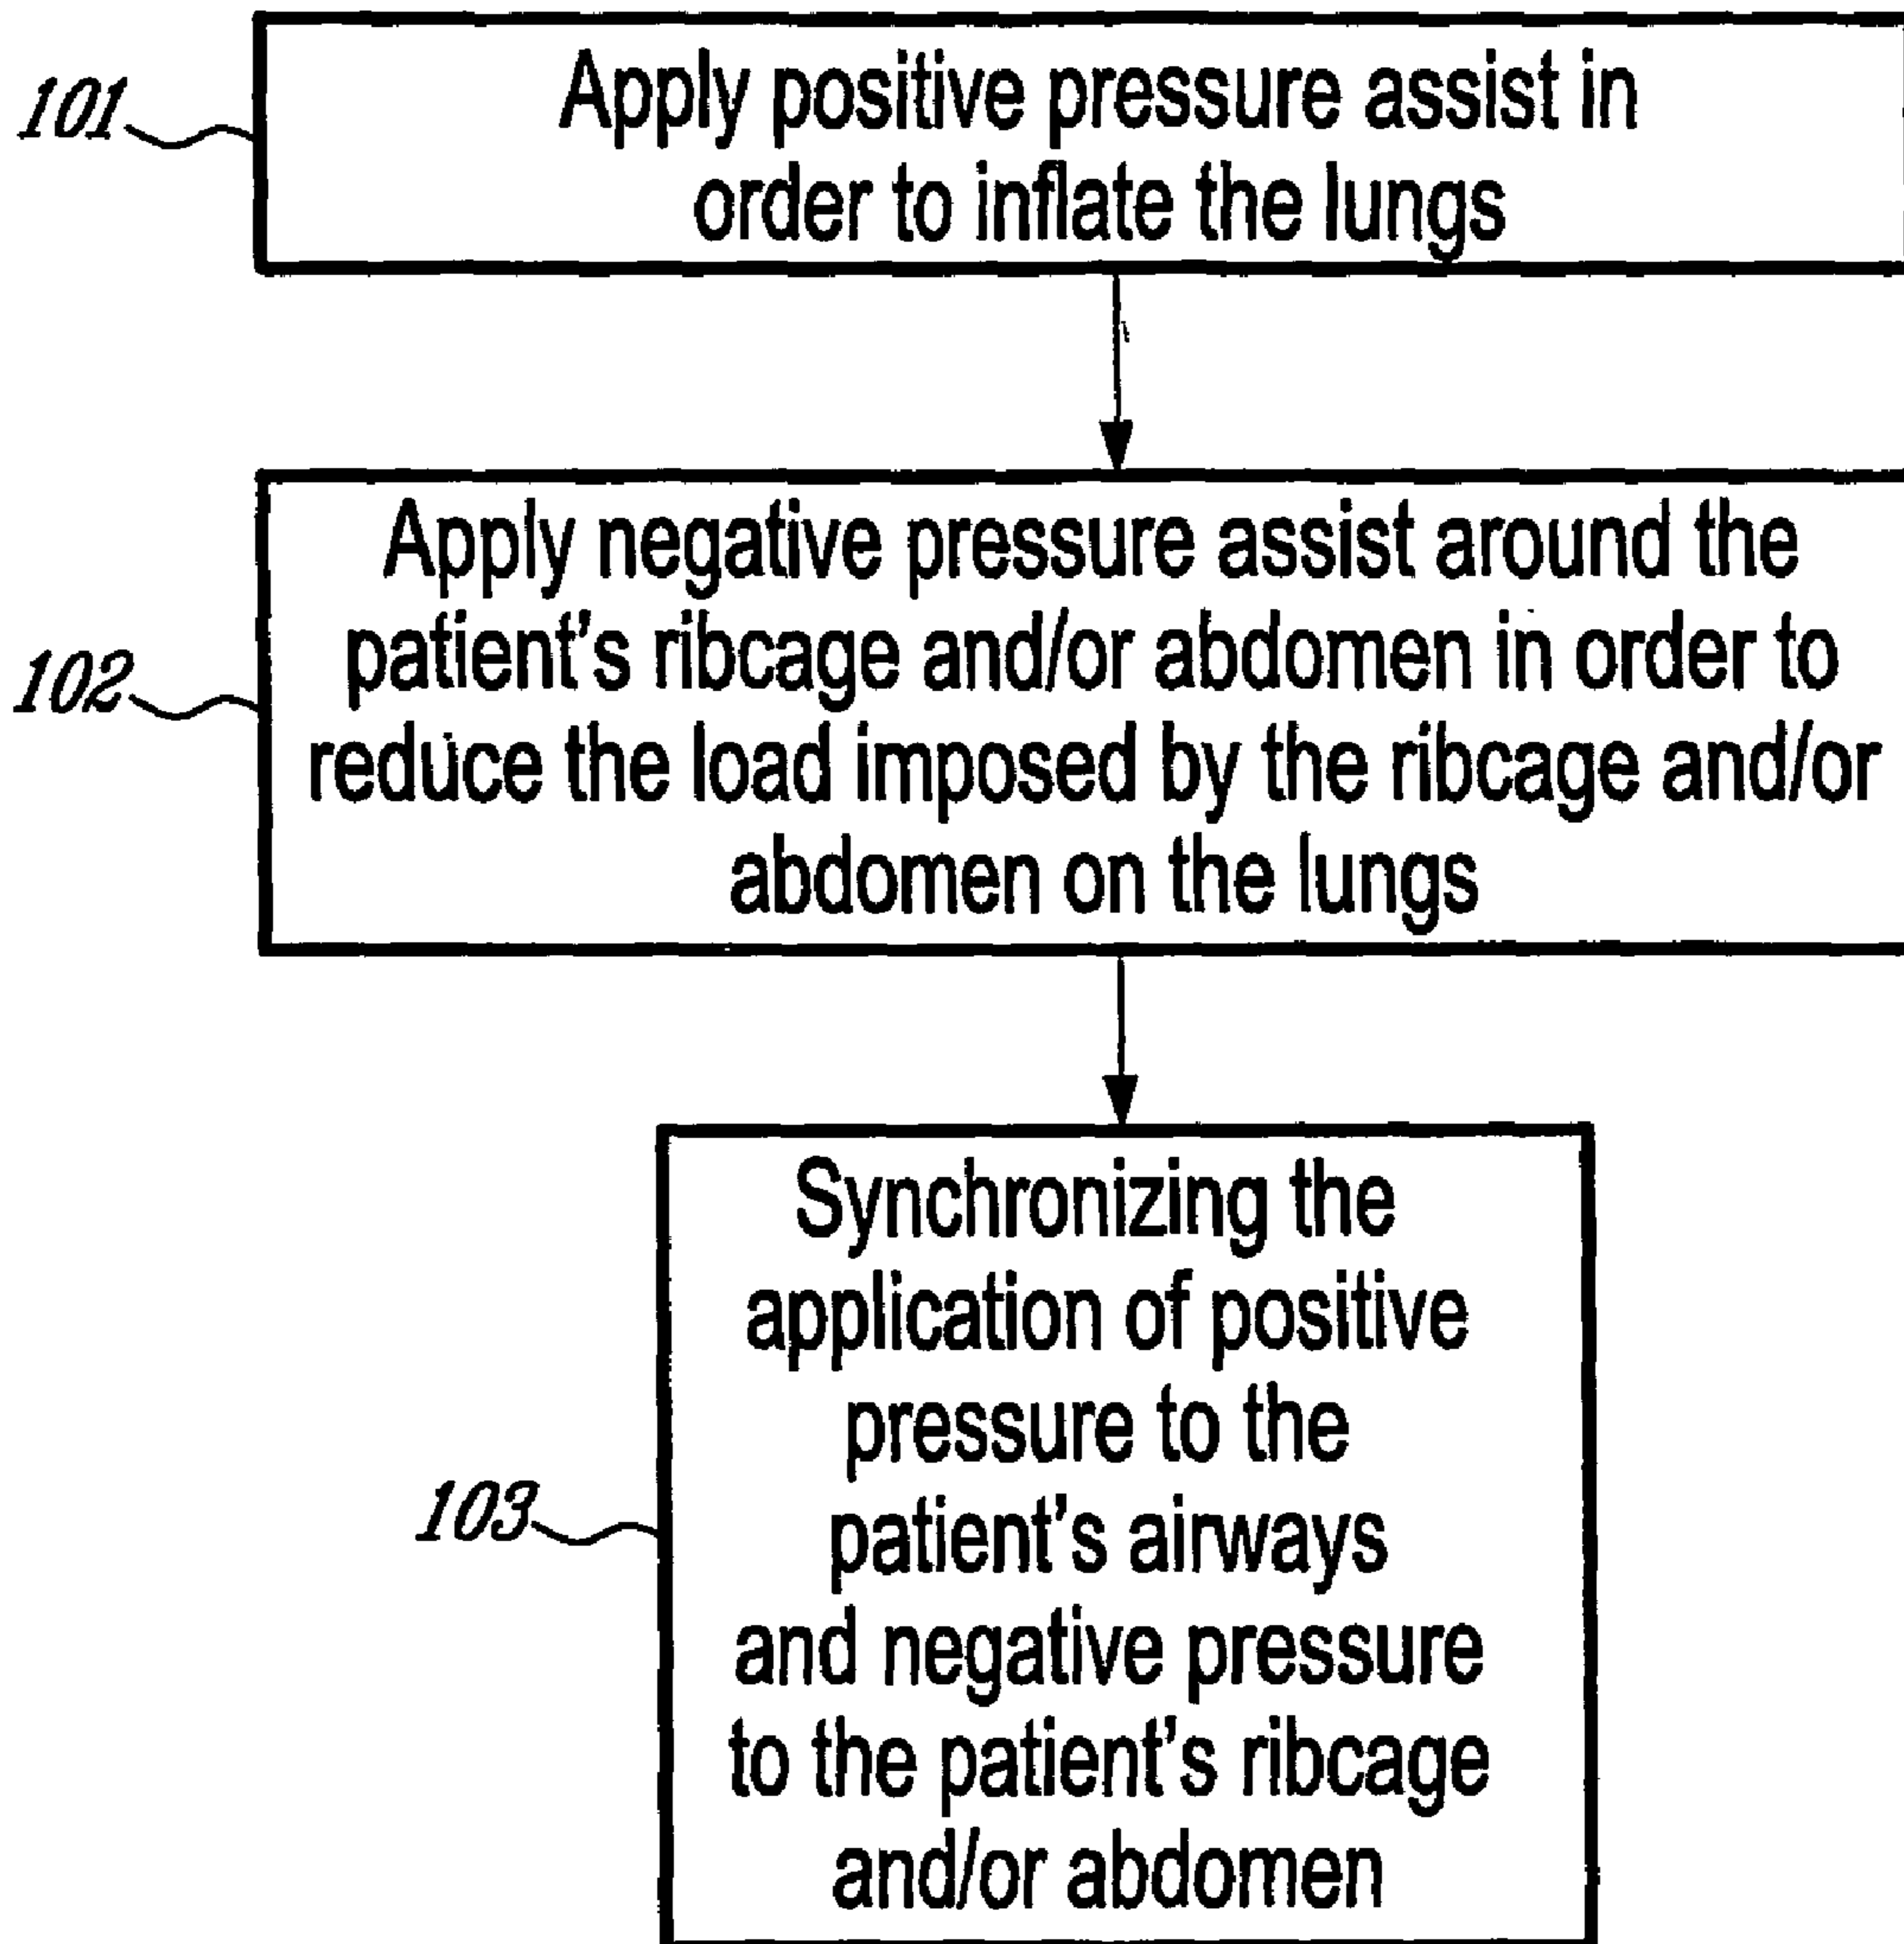 101
Apply positive pressure assist in
order to inflate the lungs
102
Apply negative pressure assist around the
patient's ribcage and/or abdomen in order to
reduce the load imposed by the ribcage and/or
abdomen on the lungs
103
Synchronizing the
application of positive
pressure to the
patient's airways
and negative pressure
to the patient's ribcage
and/or abdomen